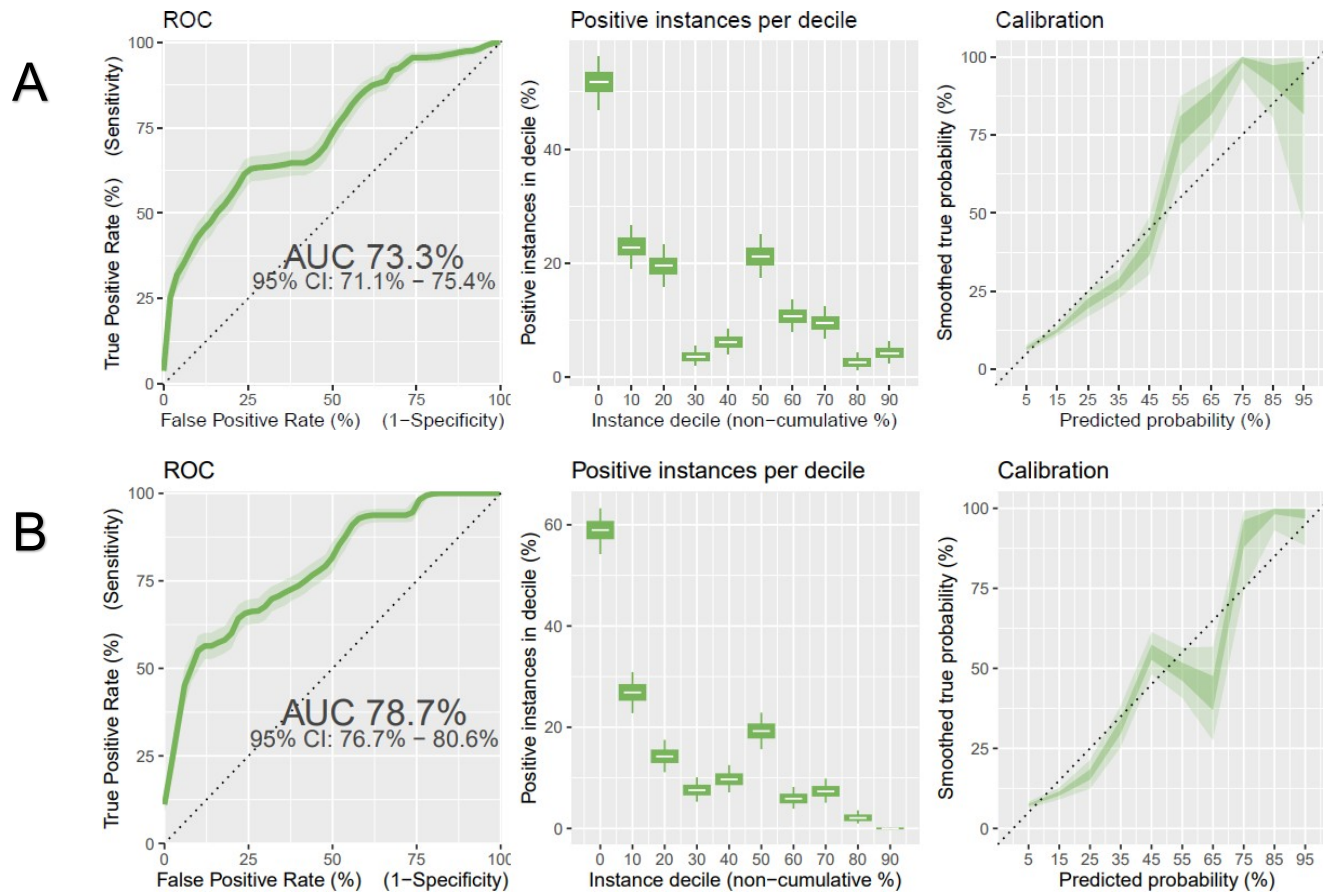 A
ROC
True Positive Rate (%) (Sensitivity)
100
75
50
25
0
AUC 73.3%
95% CI: 71.1% − 75.4%
0 25 50 75 100
False Positive Rate (%) (1−Specificity)
Positive instances per decile
Positive instances in decile (%)
40
20
0
0 10 20 30 40 50 60 70 80 90
Instance decile (non−cumulative %)
Calibration
Smoothed true probability (%)
100
75
50
25
0
5 15 25 35 45 55 65 75 85 95
Predicted probability (%)
B
ROC
True Positive Rate (%) (Sensitivity)
100
75
50
25
0
AUC 78.7%
95% CI: 76.7% − 80.6%
0 25 50 75 100
False Positive Rate (%) (1−Specificity)
Positive instances per decile
Positive instances in decile (%)
60
40
20
0
0 10 20 30 40 50 60 70 80 90
Instance decile (non−cumulative %)
Calibration
Smoothed true probability (%)
100
75
50
25
0
5 15 25 35 45 55 65 75 85 95
Predicted probability (%)